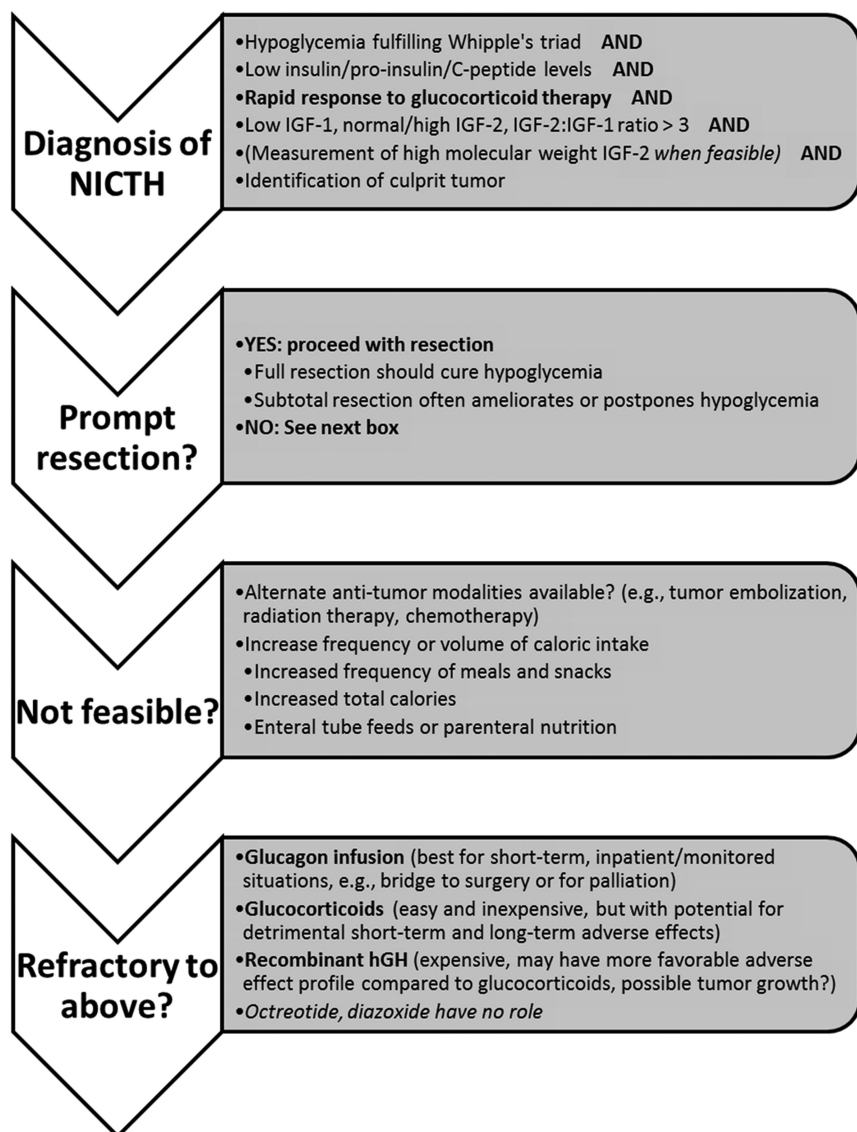 Diagnosis of
NICTH
•Hypoglycemia fulfilling Whipple's triad AND
•Low insulin/pro-insulin/C-peptide levels AND
•Rapid response to glucocorticoid therapy AND
•Low IGF-1, normal/high IGF-2, IGF-2:IGF-1 ratio > 3 AND
•(Measurement of high molecular weight IGF-2 when feasible) AND
•Identification of culprit tumor
Prompt
resection?
•YES: proceed with resection
•Full resection should cure hypoglycemia
•Subtotal resection often ameliorates or postpones hypoglycemia
•NO: See next box
Not feasible?
•Alternate anti-tumor modalities available? (e.g., tumor embolization,
radiation therapy, chemotherapy)
•Increase frequency or volume of caloric intake
•Increased frequency of meals and snacks
•Increased total calories
•Enteral tube feeds or parenteral nutrition
Refractory to
above?
•Glucagon infusion (best for short-term, inpatient/monitored
situations, e.g., bridge to surgery or for palliation)
•Glucocorticoids (easy and inexpensive, but with potential for
detrimental short-term and long-term adverse effects)
•Recombinant hGH (expensive, may have more favorable adverse
effect profile compared to glucocorticoids, possible tumor growth?)
•Octreotide, diazoxide have no role